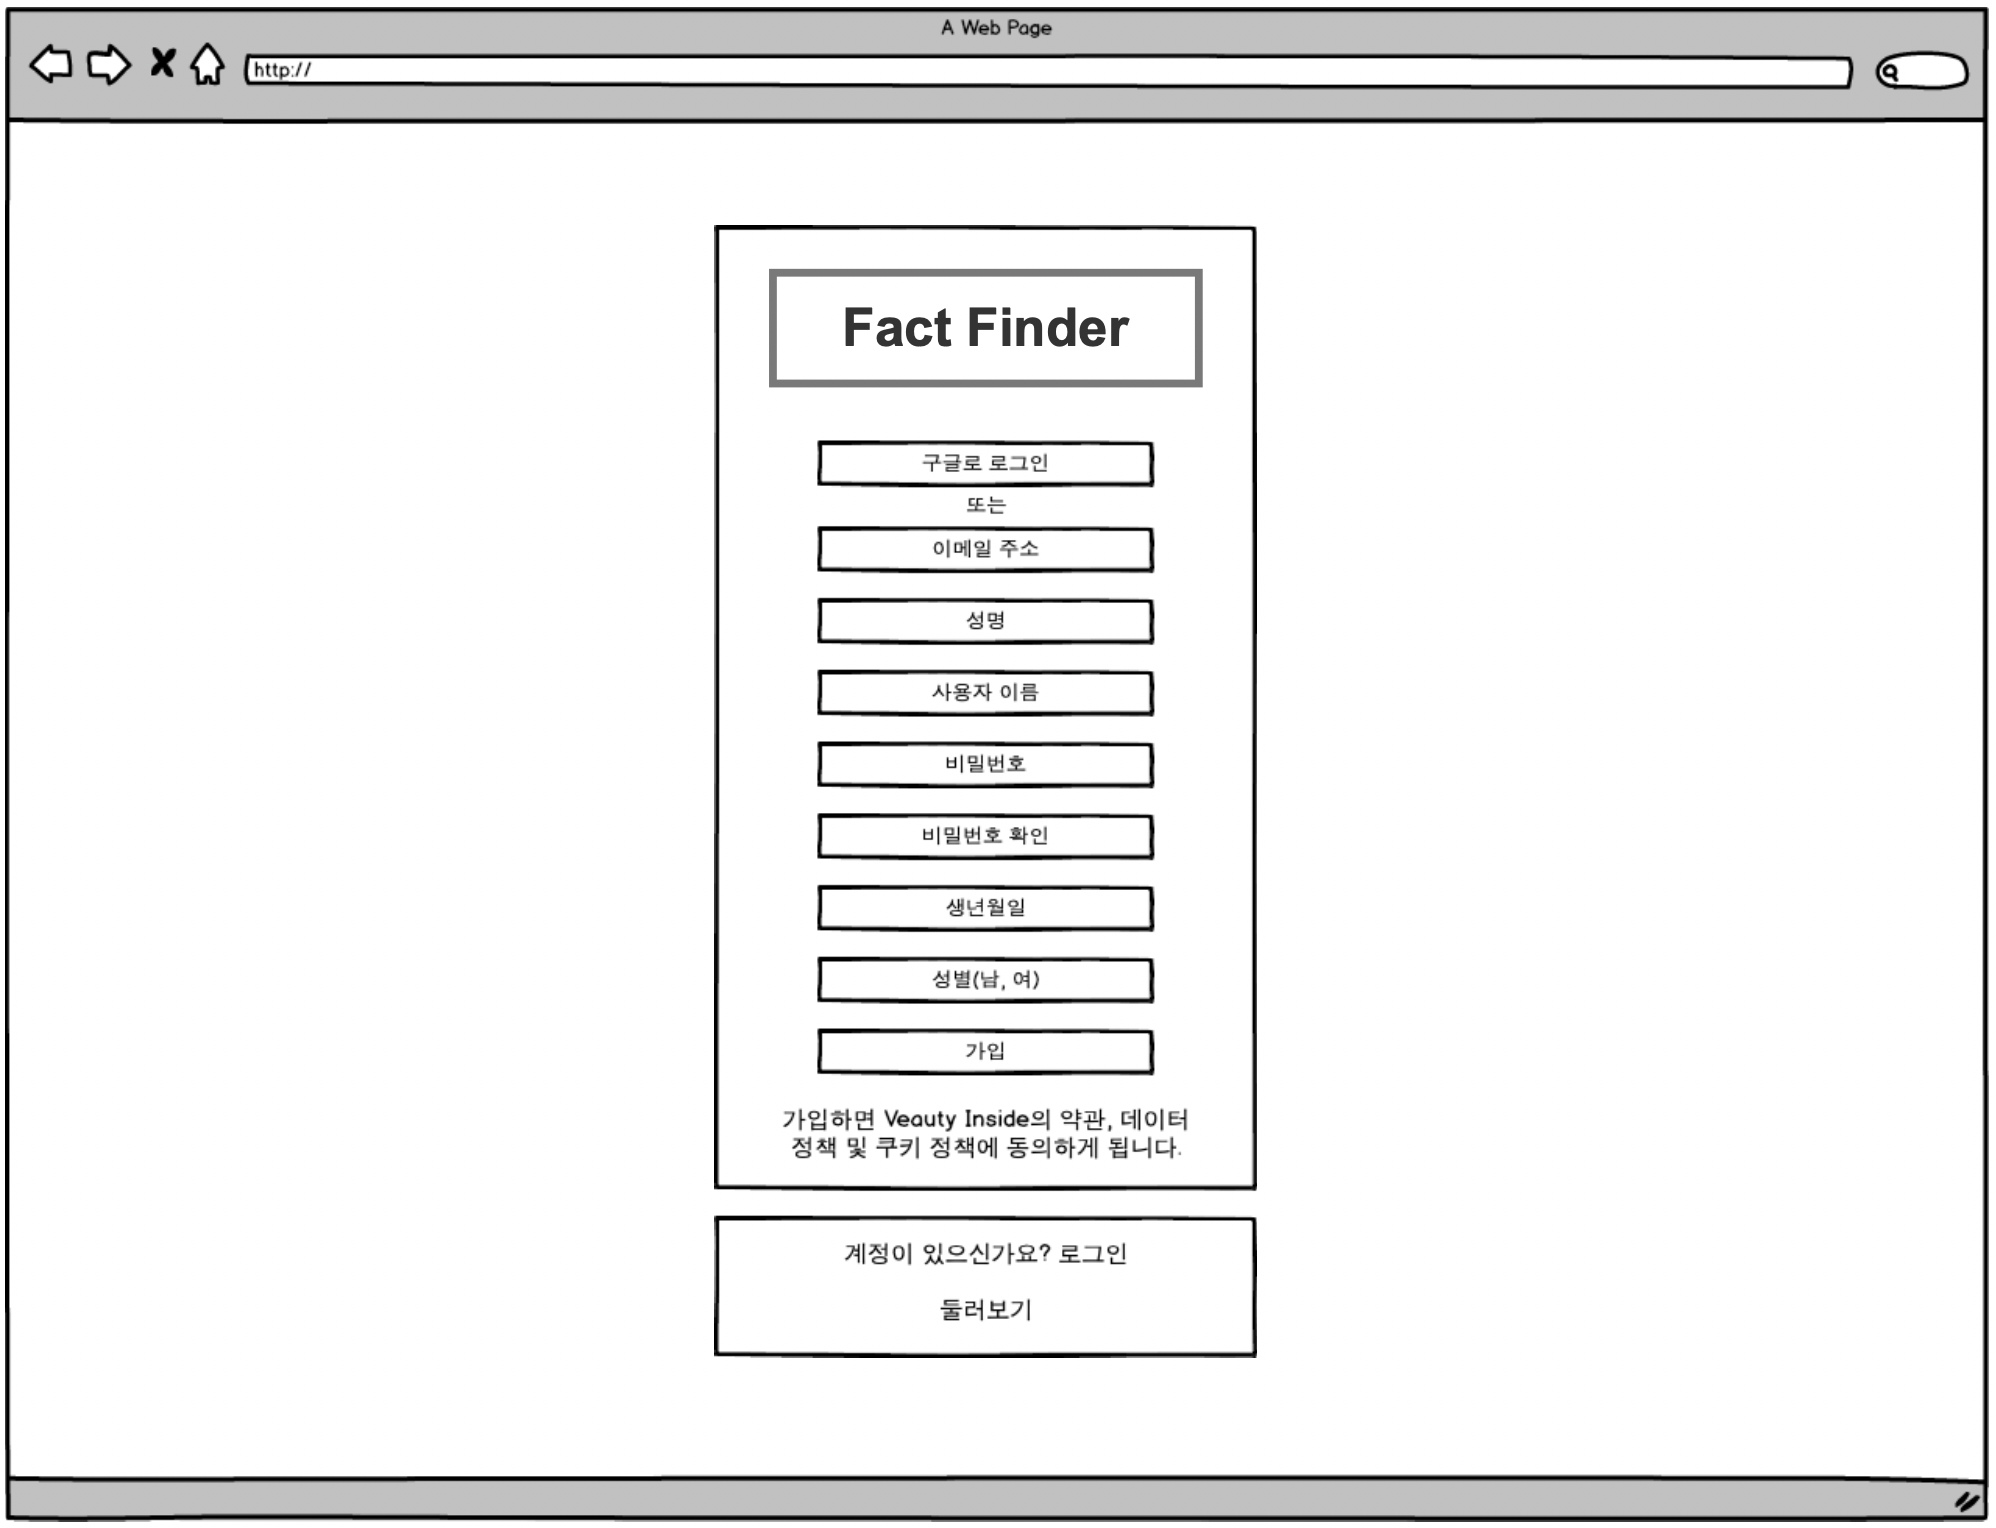 A Web Page
http://
Fact Finder
구글로 로그인
또는
이메일 주소
성명
사용자 이름
비밀번호
비밀번호 확인
생년월일
성별(남, 여)
가입
가입하면 Veauty Inside의 약관, 데이터
정책 및 쿠키 정책에 동의하게 됩니다.
계정이 있으신가요? 로그인
둘러보기